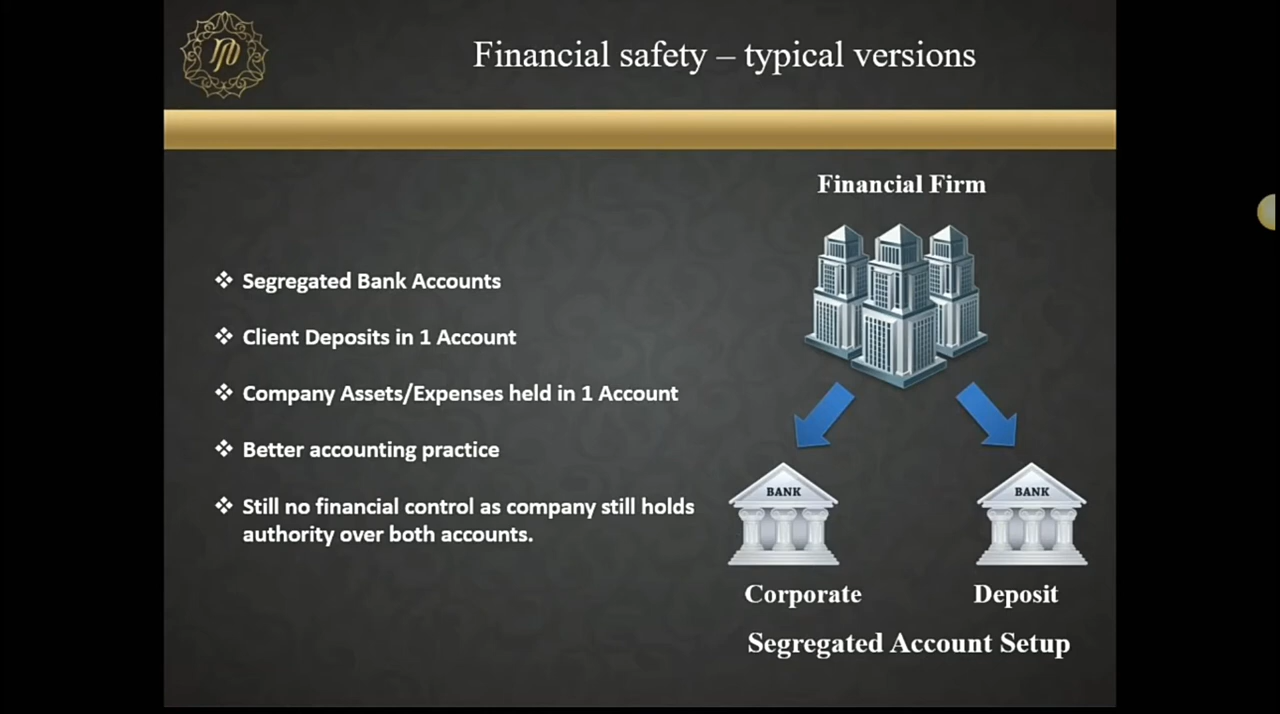 Financial safety – typical versions
Financial Firm
Segregated Bank Accounts
Client Deposits in 1 Account
Company Assets/Expenses held in 1 Account
Better accounting practice
Still no financial control as company still holds
authority over both accounts.
BANK
BANK
Corporate
Deposit
Segregated Account Setup